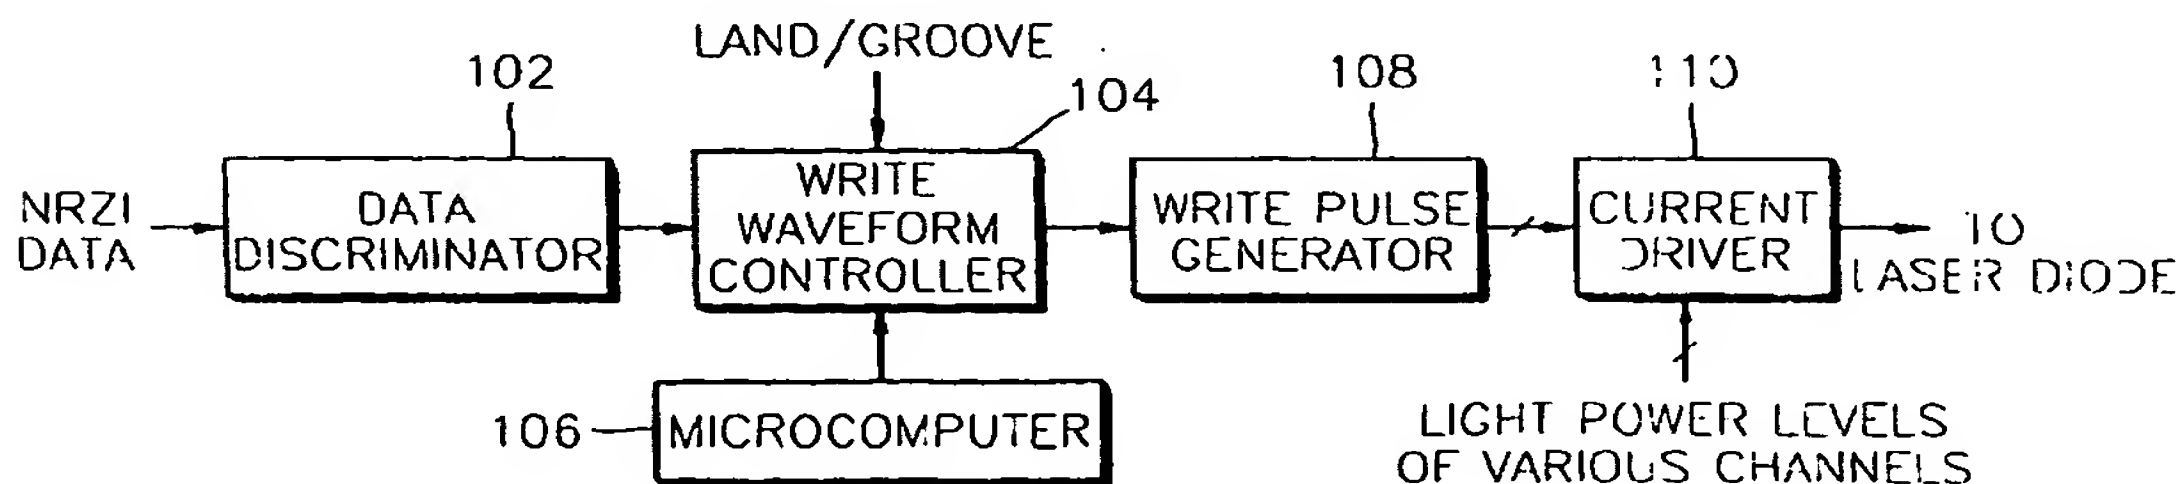 LAND/GROOVE
102
104
108
110
NRZI
DATA
DATA
DISCRIMINATOR
WRITE
WAVEFORM
CONTROLLER
WRITE PULSE
GENERATOR
CURRENT
DRIVER
TO
LASER DIODE
106
MICROCOMPUTER
LIGHT POWER LEVELS
OF VARIOUS CHANNELS